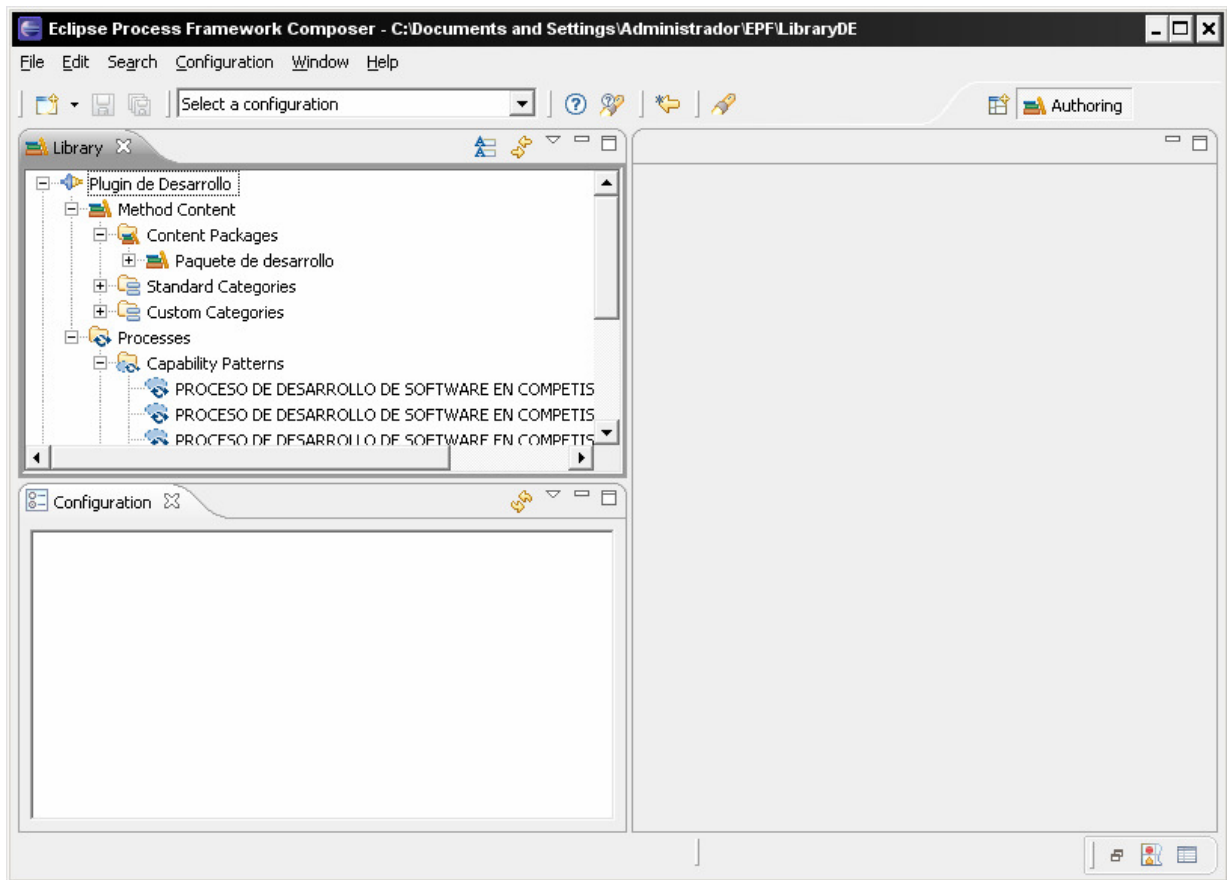 Eclipse Process Framework Composer - C:\Documents and Settings\Administrador\EPF\LibraryDE
File Edit Search Configuration Window Help
Select a configuration
Authoring
Library
Plugin de Desarrollo
Method Content
Content Packages
Paquete de desarrollo
Standard Categories
Custom Categories
Processes
Capability Patterns
PROCESO DE DESARROLLO DE SOFTWARE EN COMPETIS
PROCESO DE DESARROLLO DE SOFTWARE EN COMPETIS
PROCESO DE DESARROLLO DE SOFTWARE EN COMPETIS
Configuration